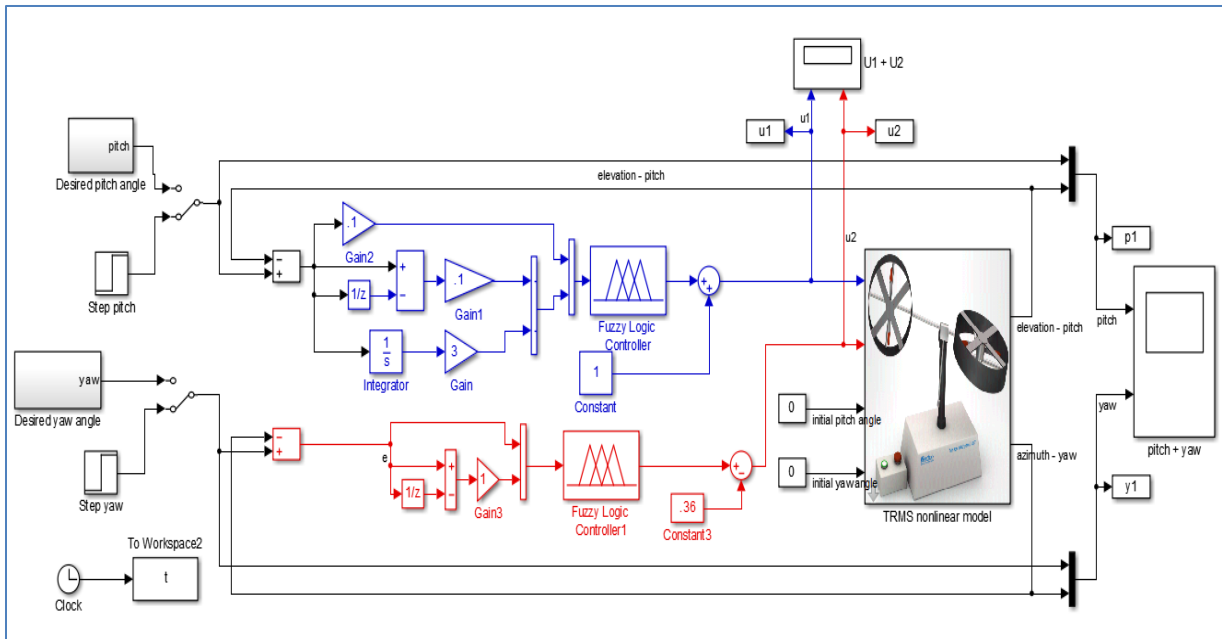 U1 + U2
u1
u1
u2
pitch
Desired pitch angle
elevation - pitch
.1
Gain2
u2
p1
Step pitch
−
+
+
−
1/z
.1
Gain1
Fuzzy Logic
Controller
+
+
elevation - pitch
pitch
1
s
Integrator
3
Gain
1
Constant
yaw
Desired yaw angle
0
initial pitch angle
yaw
pitch + yaw
−
+
e
+
−
1/z
1
Gain3
Fuzzy Logic
Controller1
+
−
0
initial yaw angle
azimuth - yaw
Step yaw
.36
Constant3
TRMS nonlinear model
y1
To Workspace2
t
Clock